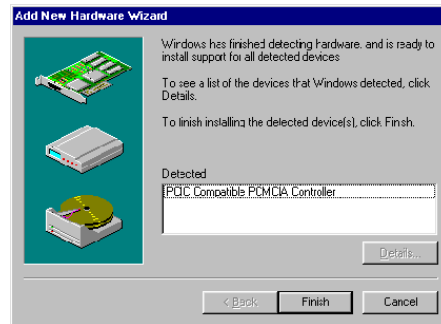 Add New Hardware Wizard
Windows has finished detecting hardware, and is ready to
install support for all detected devices
To see a list of the devices that Windows detected, click
Details.
To finish installing the detected device(s), click Finish.
Detected
PCIC Compatible PCMCIA Controller
Details...
< Back
Finish
Cancel